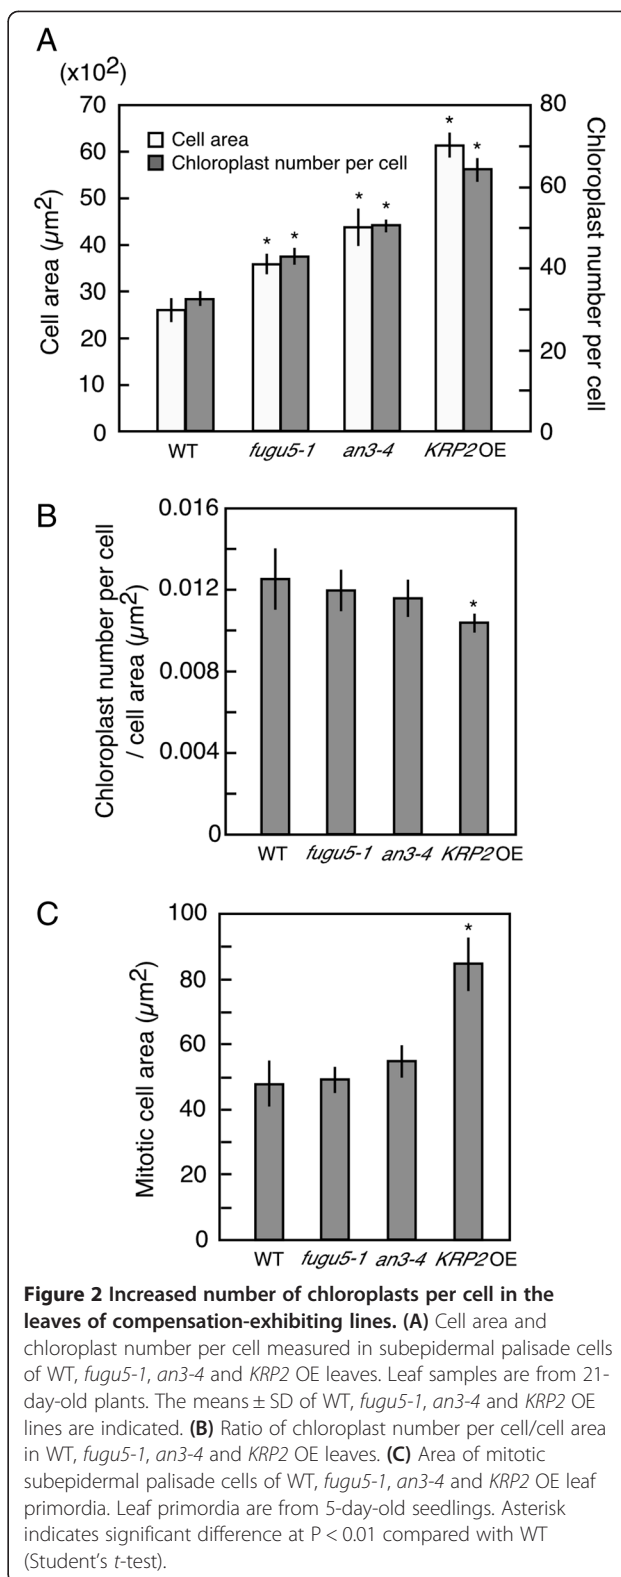 A
(x10²)
70
60
50
40
30
20
10
0
Cell area (µm²)
Cell area
Chloroplast number per cell
* * * * * *
80
60
40
20
0
Chloroplast number per cell
WT fugu5-1 an3-4 KRP2 OE
B
0.016
0.012
0.008
0.004
0
Chloroplast number per cell
/ cell area (µm²)
*
WT fugu5-1 an3-4 KRP2 OE
C
100
80
60
40
20
0
Mitotic cell area (µm²)
*
WT fugu5-1 an3-4 KRP2 OE
Figure 2 Increased number of chloroplasts per cell in the
leaves of compensation-exhibiting lines. (A) Cell area and
chloroplast number per cell measured in subepidermal palisade cells
of WT, fugu5-1, an3-4 and KRP2 OE leaves. Leaf samples are from 21-
day-old plants. The means ± SD of WT, fugu5-1, an3-4 and KRP2 OE
lines are indicated. (B) Ratio of chloroplast number per cell/cell area
in WT, fugu5-1, an3-4 and KRP2 OE leaves. (C) Area of mitotic
subepidermal palisade cells of WT, fugu5-1, an3-4 and KRP2 OE leaf
primordia. Leaf primordia are from 5-day-old seedlings. Asterisk
indicates significant difference at P < 0.01 compared with WT
(Student's t-test).